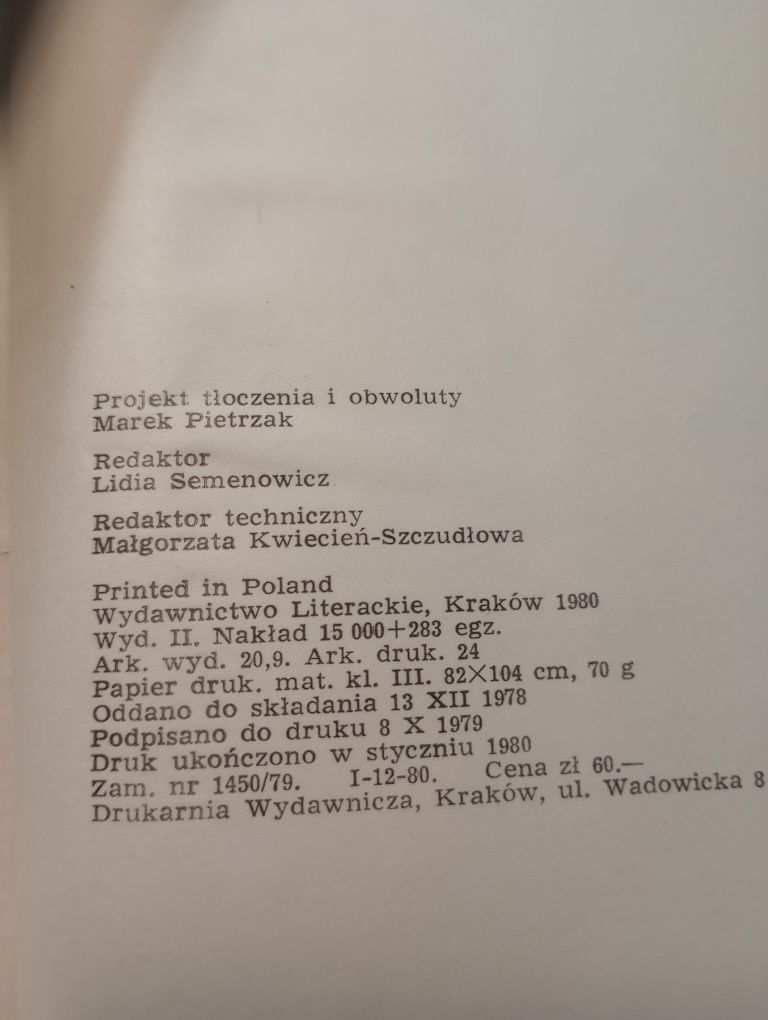 Projekt tłoczenia i obwoluty
Marek Pietrzak
Redaktor
Lidia Semenowicz
Redaktor techniczny
Małgorzata Kwiecień-Szczudłowa
Printed in Poland
Wydawnictwo Literackie, Kraków 1980
Wyd. II. Nakład 15 000+283 egz.
Ark. wyd. 20,9. Ark. druk. 24
Papier druk. mat. kl. III. 82×104 cm, 70 g
Oddano do składania 13 XII 1978
Podpisano do druku 8 X 1979
Druk ukończono w styczniu 1980
Zam. nr 1450/79. I-12-80. Cena zł 60.—
Drukarnia Wydawnicza, Kraków, ul. Wadowicka 8